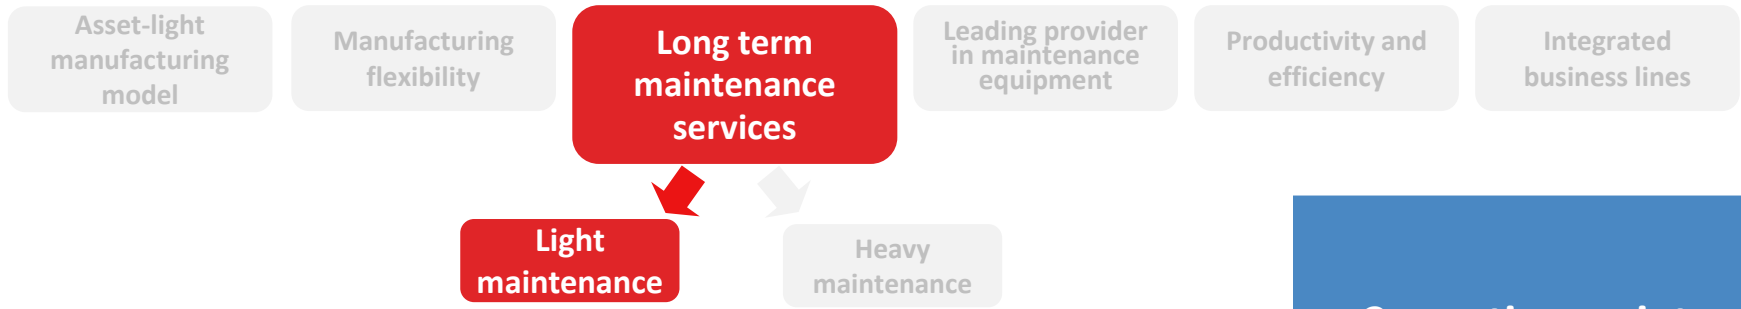 Asset-light
manufacturing
model
Manufacturing
flexibility
Long term
maintenance
services
Leading provider
in maintenance
equipment
Productivity and
efficiency
Integrated
business lines
Light
maintenance
Heavy
maintenance